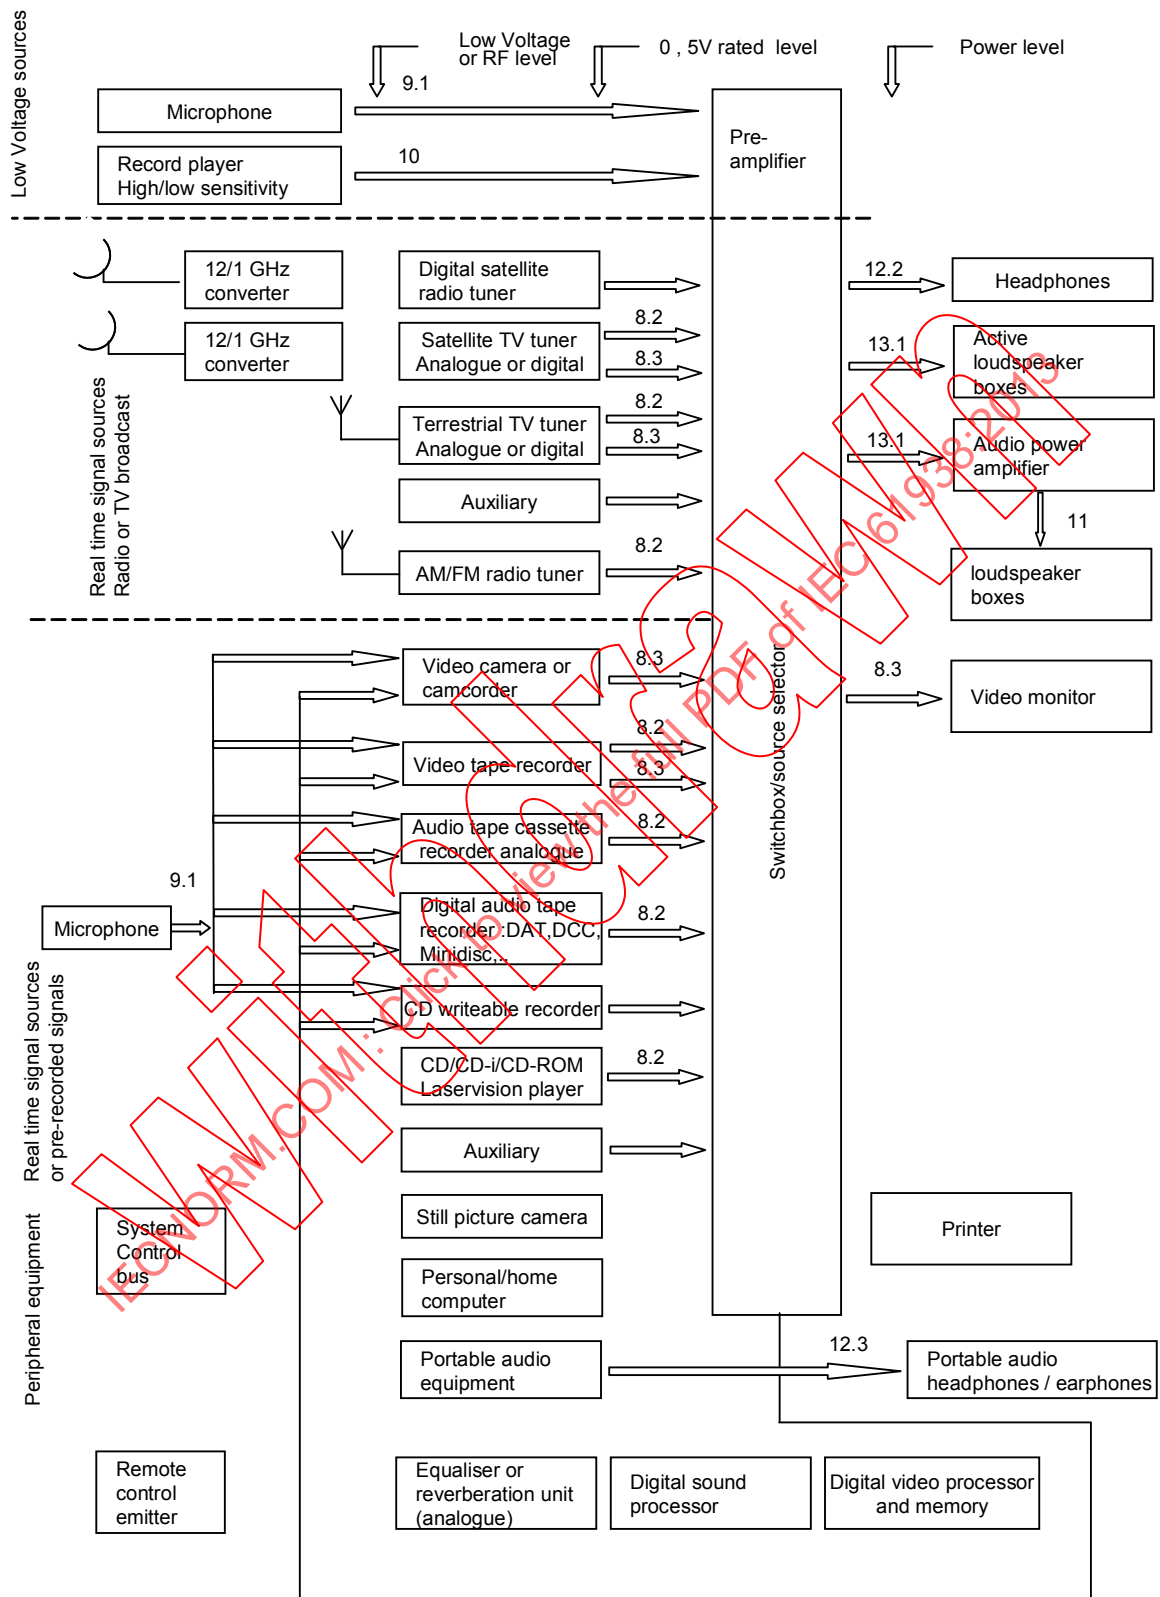 Low Voltage sources
Low Voltage
or RF level
0 , 5V rated level
Power level
9.1
Microphone
Pre-
amplifier
10
Record player
High/low sensitivity
Real time signal sources
Radio or TV broadcast
12/1 GHz
converter
Digital satellite
radio tuner
12.2
Headphones
12/1 GHz
converter
Satellite TV tuner
Analogue or digital
8.2
8.3
13.1
Active
loudspeaker
boxes
Terrestrial TV tuner
Analogue or digital
8.2
8.3
13.1
Audio power
amplifier
Auxiliary
11
AM/FM radio tuner
8.2
loudspeaker
boxes
Switchbox/source selector
Video camera or
camcorder
8.3
8.3
Video monitor
Video tape recorder
8.2
8.3
Audio tape cassette
recorder analogue
8.2
9.1
Microphone
Digital audio tape
recorder :DAT,DCC,
Minidisc,..
8.2
Real time signal sources
or pre-recorded signals
CD writeable recorder
CD/CD-i/CD-ROM
Laservision player
8.2
Auxiliary
Peripheral equipment
System
Control
bus
Still picture camera
Printer
Personal/home
computer
Portable audio
equipment
12.3
Portable audio
headphones / earphones
Remote
control
emitter
Equaliser or
reverberation unit
(analogue)
Digital sound
processor
Digital video processor
and memory
Withdrawn
IECNORM.COM : Click to view the full PDF of IEC 61938:2013